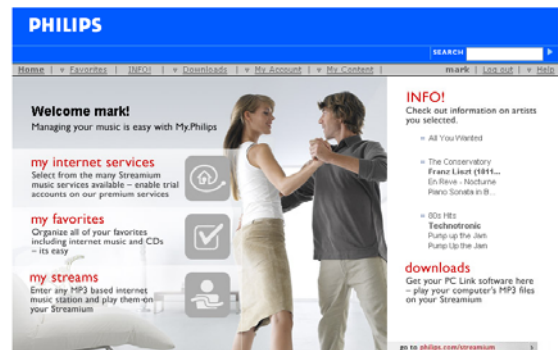 PHILIPS
SEARCH
Home | Favorites | INFO! | Downloads | My Account | My Content |
mark | Log out | Help
Welcome mark!
Managing your music is easy with My.Philips
my internet services
Select from the many Streamium
music services available – enable trial
accounts on our premium services
my favorites
Organize all of your favorites
including internet music and CDs
– its easy
my streams
Enter any MP3 based internet
music station and play them on
your Streamium
INFO!
Check out information on artists
you selected.
All You Wanted
The Conservatory
Franz Liszt (1811...
En Reve - Nocturne
Piano Sonata in B...
80s Hits
Technotronic
Pump up the Jam
Pump Up the Jam
downloads
Get your PC Link software here
– play your computer's MP3 files
on your Streamium
go to philips.com/streamium